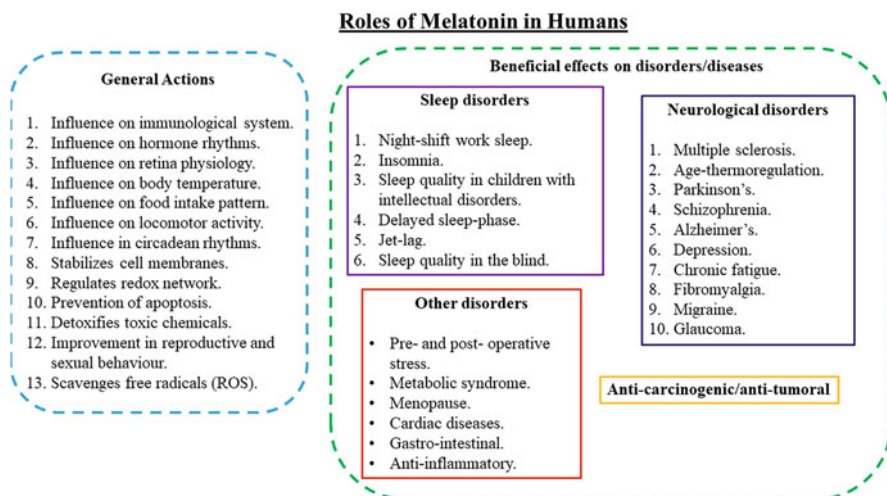 Roles of Melatonin in Humans
General Actions
1. Influence on immunological system.
2. Influence on hormone rhythms.
3. Influence on retina physiology.
4. Influence on body temperature.
5. Influence on food intake pattern.
6. Influence on locomotor activity.
7. Influence in circadean rhythms.
8. Stabilizes cell membranes.
9. Regulates redox network.
10. Prevention of apoptosis.
11. Detoxifies toxic chemicals.
12. Improvement in reproductive and
sexual behaviour.
13. Scavenges free radicals (ROS).
Beneficial effects on disorders/diseases
Sleep disorders
1. Night-shift work sleep.
2. Insomnia.
3. Sleep quality in children with
intellectual disorders.
4. Delayed sleep-phase.
5. Jet-lag.
6. Sleep quality in the blind.
Neurological disorders
1. Multiple sclerosis.
2. Age-thermoregulation.
3. Parkinson's.
4. Schizophrenia.
5. Alzheimer's.
6. Depression.
7. Chronic fatigue.
8. Fibromyalgia.
9. Migraine.
10. Glaucoma.
Other disorders
• Pre- and post- operative
stress.
• Metabolic syndrome.
• Menopause.
• Cardiac diseases.
• Gastro-intestinal.
• Anti-inflammatory.
Anti-carcinogenic/anti-tumoral